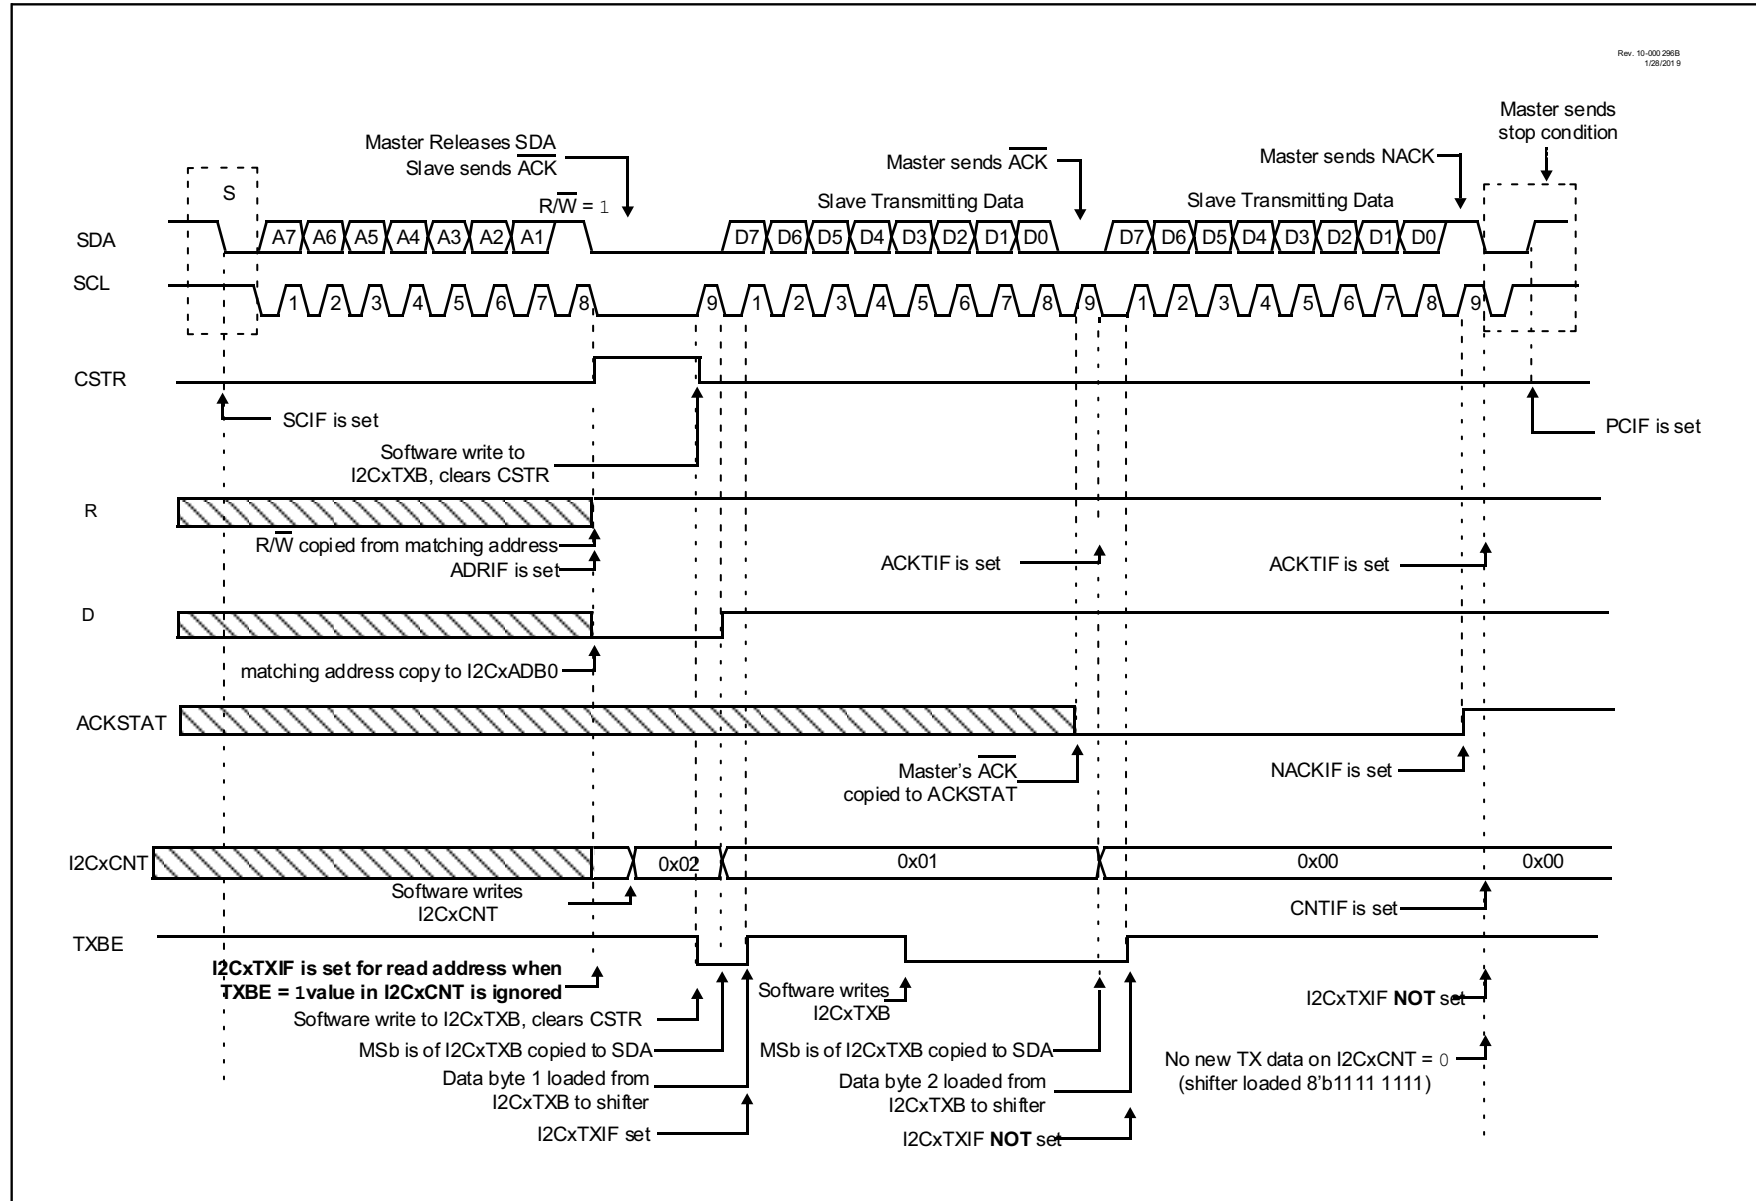 Rev. 10-000 296B
1/28/201 9
Master sends
stop condition
Master Releases SDA
Slave sends ACK
Master sends ACK
Master sends NACK
S
R/W = 1
Slave Transmitting Data
Slave Transmitting Data
SDA
A7 A6 A5 A4 A3 A2 A1
D7 D6 D5 D4 D3 D2 D1 D0
D7 D6 D5 D4 D3 D2 D1 D0
SCL
1 2 3 4 5 6 7 8 9 1 2 3 4 5 6 7 8 9 1 2 3 4 5 6 7 8 9
CSTR
SCIF is set
PCIF is set
Software write to
I2CxTXB, clears CSTR
R
R/W copied from matching address
ADRIF is set
ACKTIF is set
ACKTIF is set
D
matching address copy to I2CxADB0
ACKSTAT
Master's ACK
copied to ACKSTAT
NACKIF is set
I2CxCNT
0x02
0x01
0x00
0x00
Software writes
I2CxCNT
CNTIF is set
TXBE
I2CxTXIF is set for read address when
TXBE = 1value in I2CxCNT is ignored
Software write to I2CxTXB, clears CSTR
MSb is of I2CxTXB copied to SDA
Data byte 1 loaded from
I2CxTXB to shifter
I2CxTXIF set
Software writes
I2CxTXB
MSb is of I2CxTXB copied to SDA
Data byte 2 loaded from
I2CxTXB to shifter
I2CxTXIF NOT set
I2CxTXIF NOT set
No new TX data on I2CxCNT = 0
(shifter loaded 8'b1111 1111)